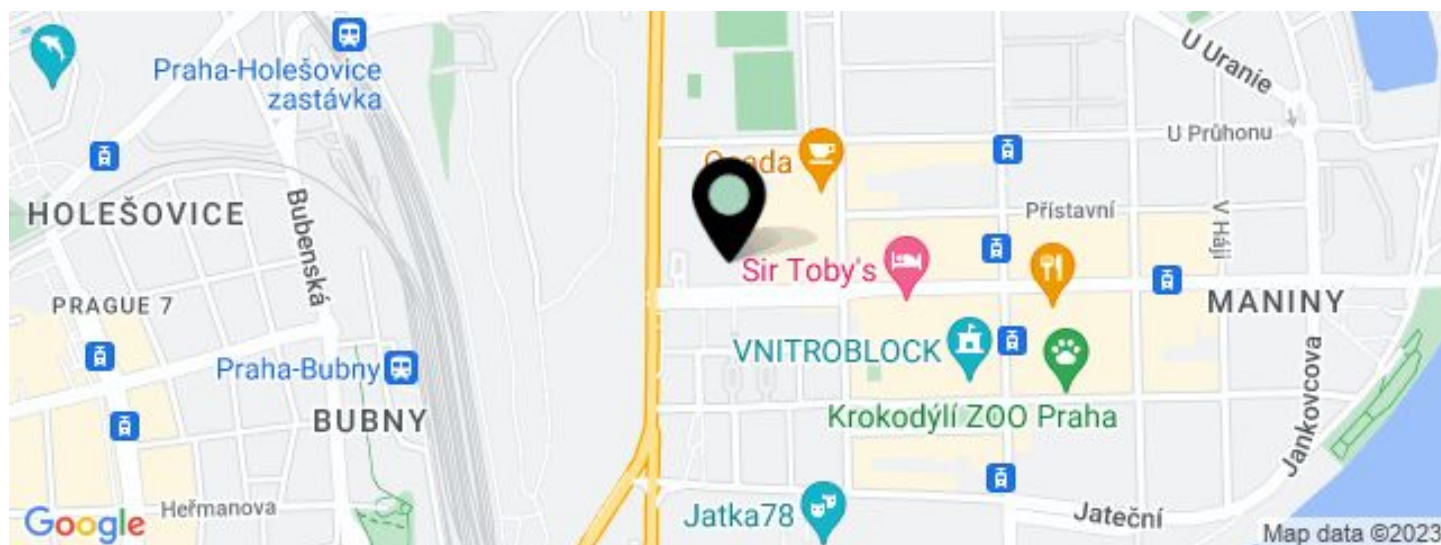 U Uranie
Praha-Holešovice
zastávka
U Průhonu
HOLEŠOVICE
Bubenská
Přístavní
V Háji
Sir Toby's
PRAGUE 7
MANINY
VNITROBLOCK
Praha-Bubny
BUBNY
Krokodýlí ZOO Praha
Jankovcova
Heřmanova
Jatka78
Jateční
Google
Map data ©2023